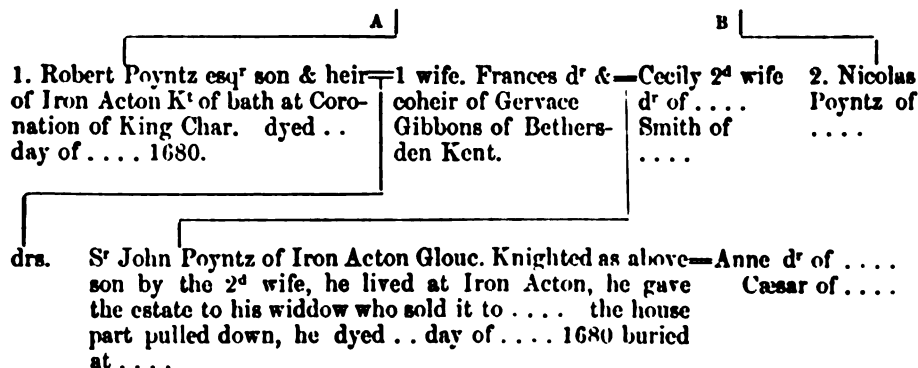 A B
1. Robert Poyntz esqʳ son & heir=1 wife. Frances dʳ &=Cecily 2ᵈ wife 2. Nicolas
of Iron Acton Kᵗ of bath at Coro- coheir of Gervace dʳ of .... Poyntz of
nation of King Char. dyed .. Gibbons of Bethers- Smith of ....
day of .... 1680. den Kent. ....
drs. Sʳ John Poyntz of Iron Acton Glouc. Knighted as above=Anne dʳ of ....
son by the 2ᵈ wife, he lived at Iron Acton, he gave Cæsar of ....
the estate to his widdow who sold it to .... the house
part pulled down, he dyed .. day of .... 1680 buried
at ....